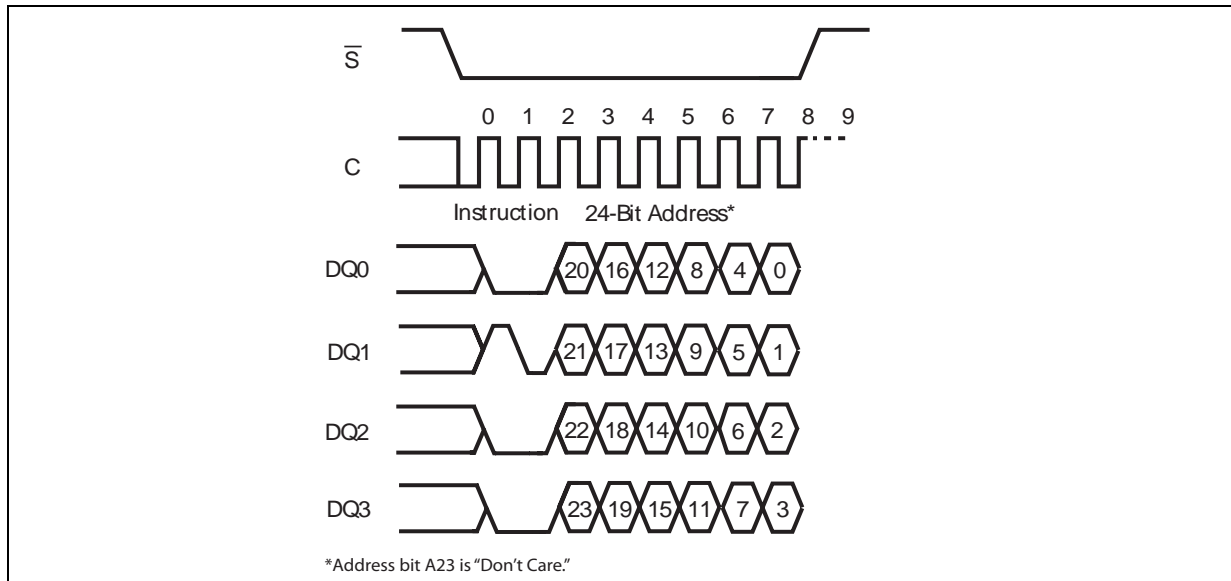 S
0 1 2 3 4 5 6 7 8 9
C
Instruction 24-Bit Address*
DQ0 20 16 12 8 4 0
DQ1 21 17 13 9 5 1
DQ2 22 18 14 10 6 2
DQ3 23 19 15 11 7 3
*Address bit A23 is “Don’t Care.”